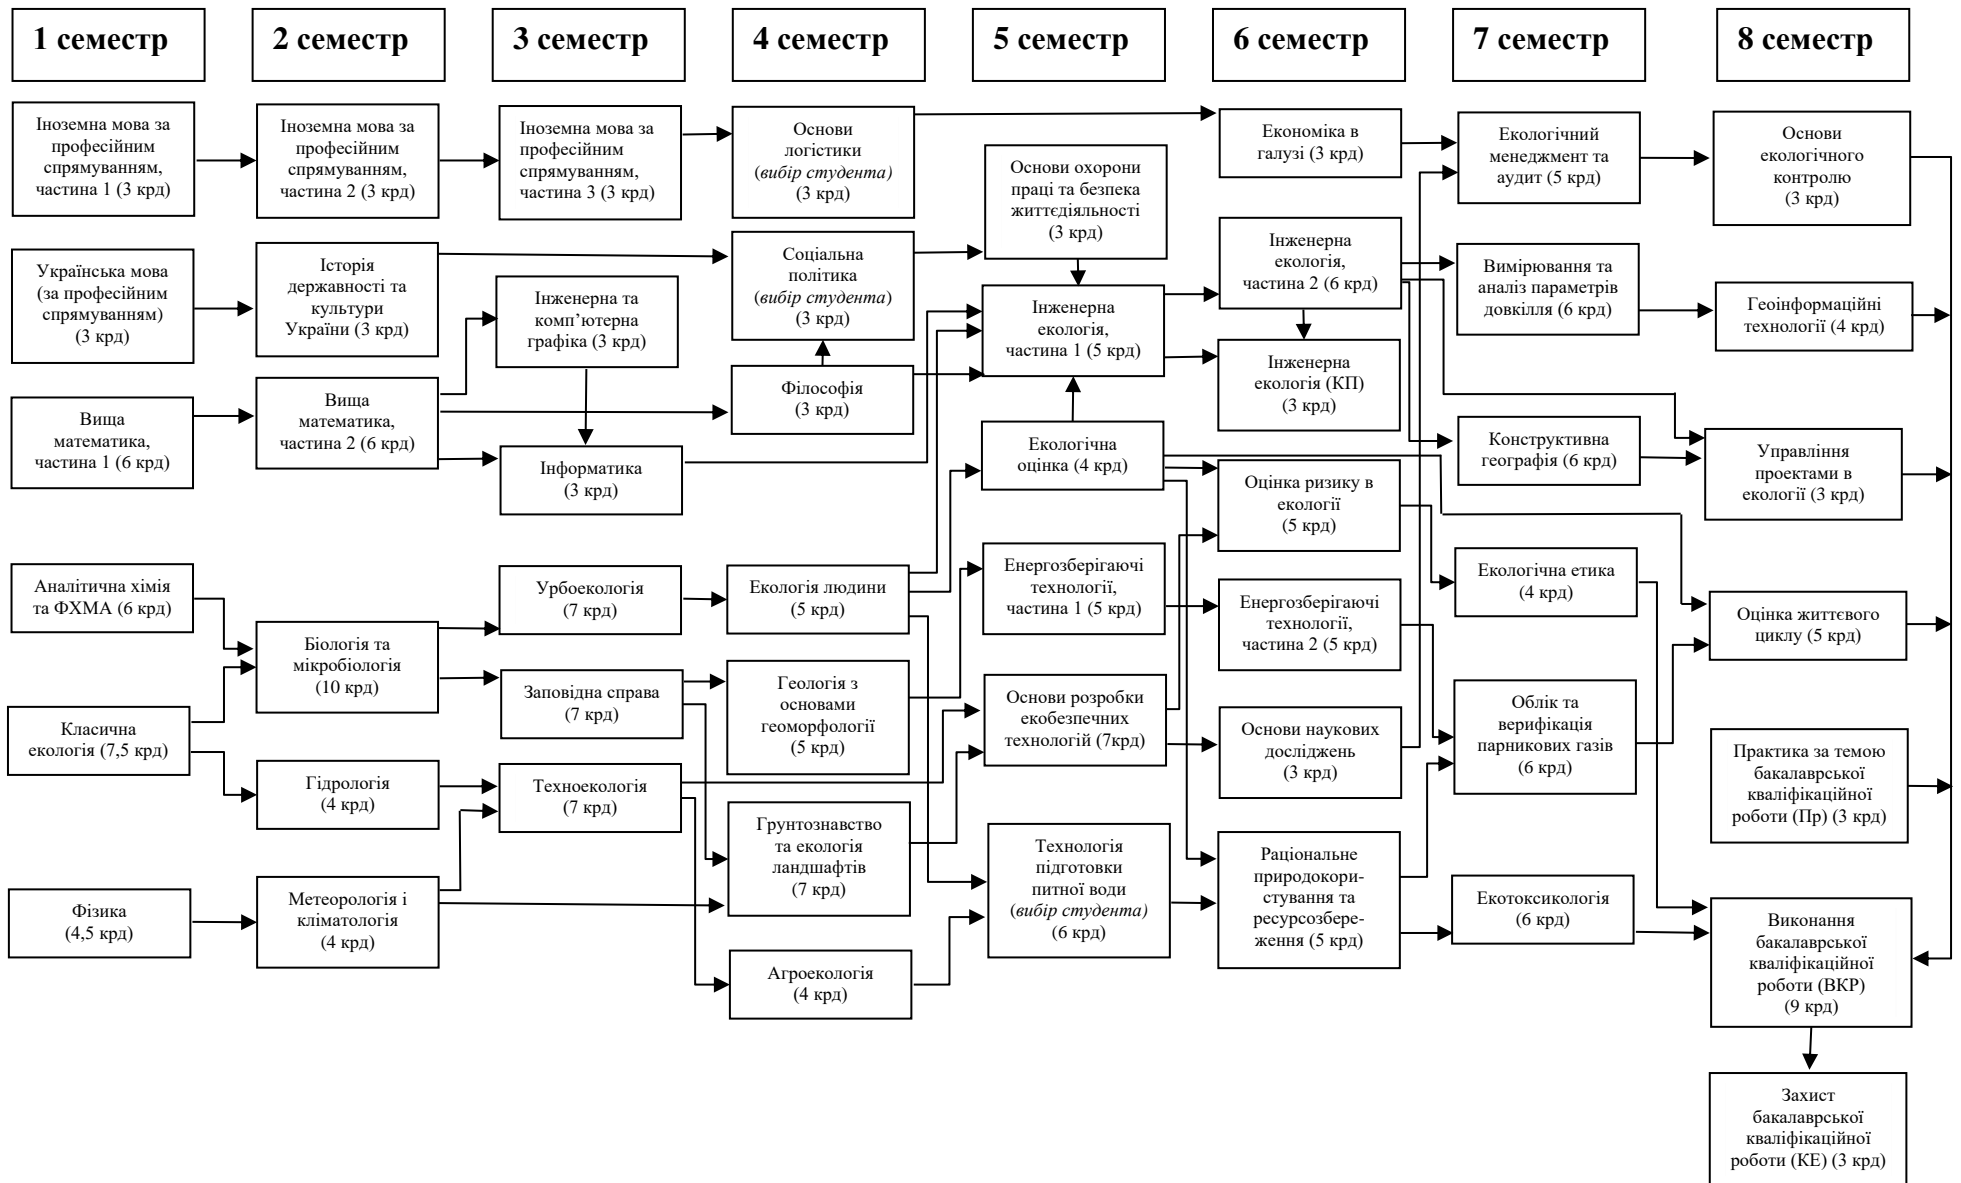 1 семестр
2 семестр
3 семестр
4 семестр
5 семестр
6 семестр
7 семестр
8 семестр
Іноземна мова за
професійним
спрямуванням,
частина 1 (3 крд)
Українська мова
(за професійним
спрямуванням)
(3 крд)
Вища
математика,
частина 1 (6 крд)
Аналітична хімія
та ФХМА (6 крд)
Класична
екологія (7,5 крд)
Фізика
(4,5 крд)
Іноземна мова за
професійним
спрямуванням,
частина 2 (3 крд)
Історія
державності та
культури
України (3 крд)
Вища
математика,
частина 2 (6 крд)
Біологія та
мікробіологія
(10 крд)
Гідрологія
(4 крд)
Метеорологія і
кліматологія
(4 крд)
Іноземна мова за
професійним
спрямуванням,
частина 3 (3 крд)
Інженерна та
комп’ютерна
графіка (3 крд)
Інформатика
(3 крд)
Урбоекологія
(7 крд)
Заповідна справа
(7 крд)
Техноекологія
(7 крд)
Основи
логістики
(вибір студента)
(3 крд)
Соціальна
політика
(вибір студента)
(3 крд)
Філософія
(3 крд)
Екологія людини
(5 крд)
Геологія з
основами
геоморфології
(5 крд)
Грунтознавство
та екологія
ландшафтів
(7 крд)
Агроекологія
(4 крд)
Основи охорони
праці та безпека
життєдіяльності
(3 крд)
Інженерна
екологія,
частина 1 (5 крд)
Екологічна
оцінка (4 крд)
Енергозберігаючі
технології,
частина 1 (5 крд)
Основи розробки
екобезпечних
технологій (7крд)
Технологія
підготовки
питної води
(вибір студента)
(6 крд)
Економіка в
галузі (3 крд)
Інженерна
екологія,
частина 2 (6 крд)
Інженерна
екологія (КП)
(3 крд)
Оцінка ризику в
екології
(5 крд)
Енергозберігаючі
технології,
частина 2 (5 крд)
Основи наукових
досліджень
(3 крд)
Раціональне
природокори-
стування та
ресурсозбере-
ження (5 крд)
Екологічний
менеджмент та
аудит (5 крд)
Вимірювання та
аналіз параметрів
довкілля (6 крд)
Конструктивна
географія (6 крд)
Екологічна етика
(4 крд)
Облік та
верифікація
парникових газів
(6 крд)
Екотоксикологія
(6 крд)
Основи
екологічного
контролю
(3 крд)
Геоінформаційні
технології (4 крд)
Управління
проектами в
екології (3 крд)
Оцінка життєвого
циклу (5 крд)
Практика за темою
бакалаврської
кваліфікаційної
роботи (Пр) (3 крд)
Виконання
бакалаврської
кваліфікаційної
роботи (ВКР)
(9 крд)
Захист
бакалаврської
кваліфікаційної
роботи (КЕ) (3 крд)